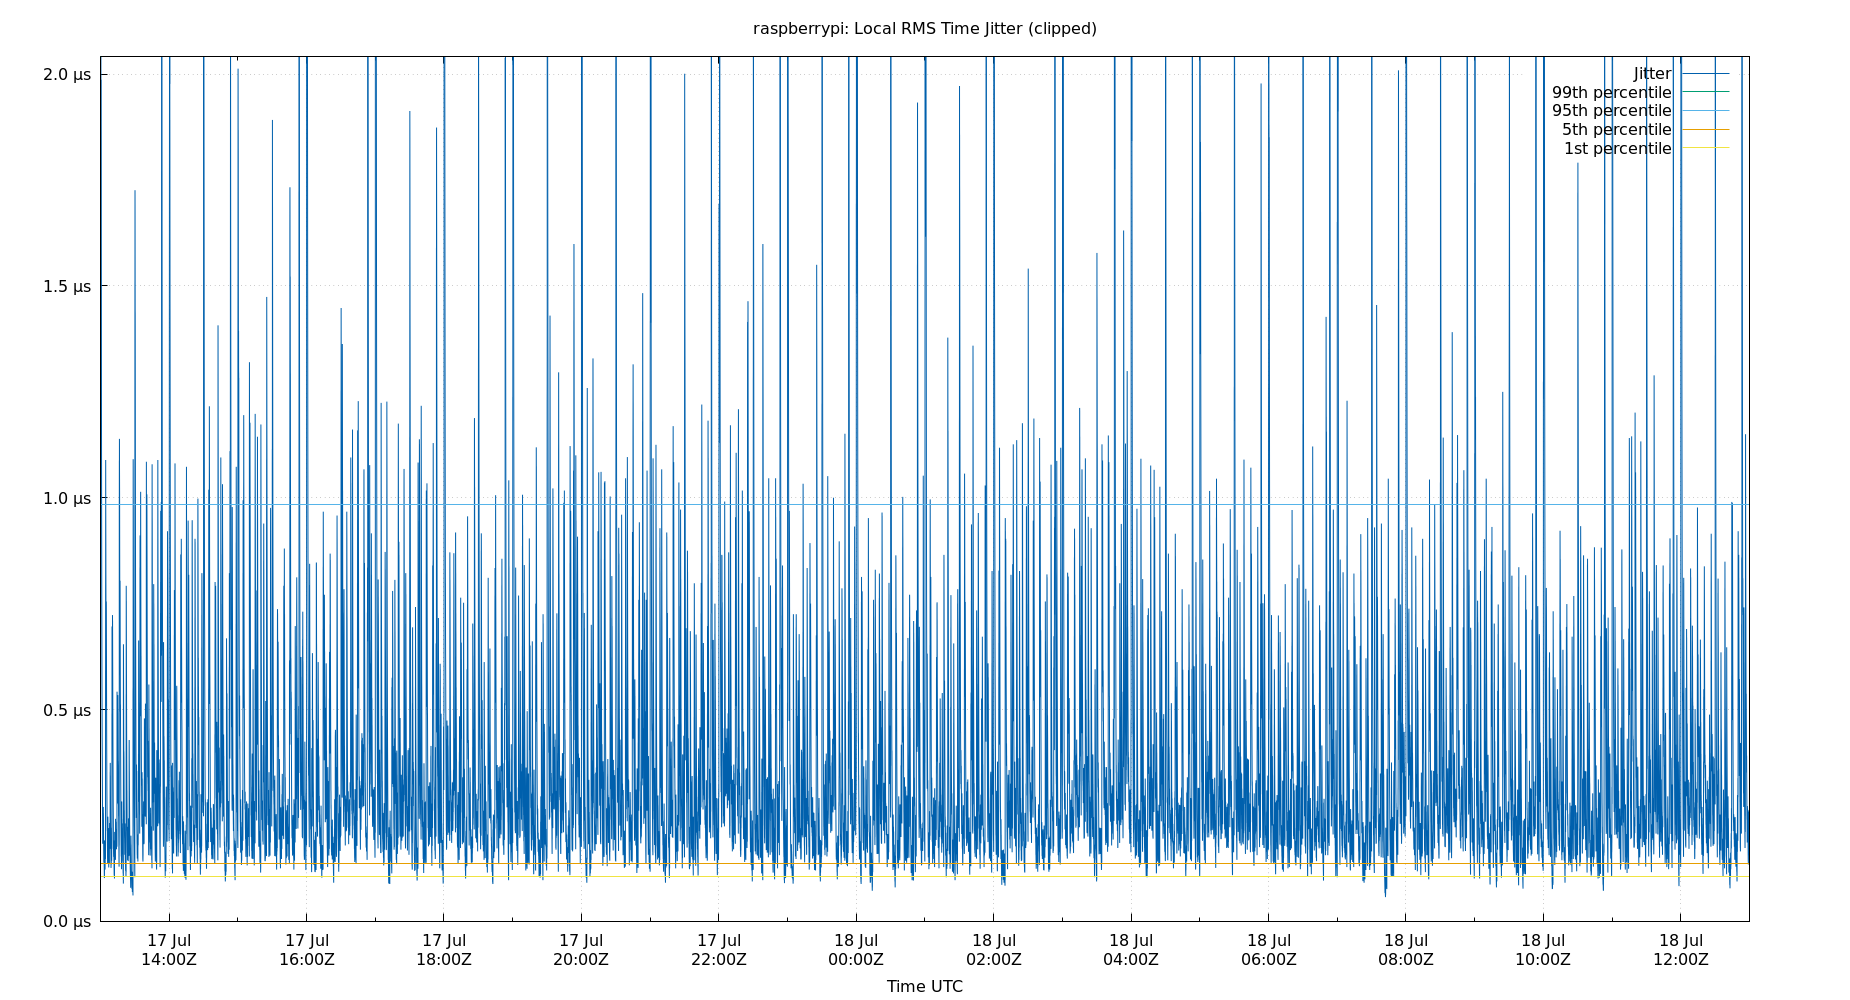 raspberrypi: Local RMS Time Jitter (clipped)
2.0 µs
1.5 µs
1.0 µs
0.5 µs
0.0 µs
Jitter
99th percentile
95th percentile
5th percentile
1st percentile
17 Jul 17 Jul 17 Jul 17 Jul 17 Jul 18 Jul 18 Jul 18 Jul 18 Jul 18 Jul 18 Jul 18 Jul
14:00Z 16:00Z 18:00Z 20:00Z 22:00Z 00:00Z 02:00Z 04:00Z 06:00Z 08:00Z 10:00Z 12:00Z
Time UTC